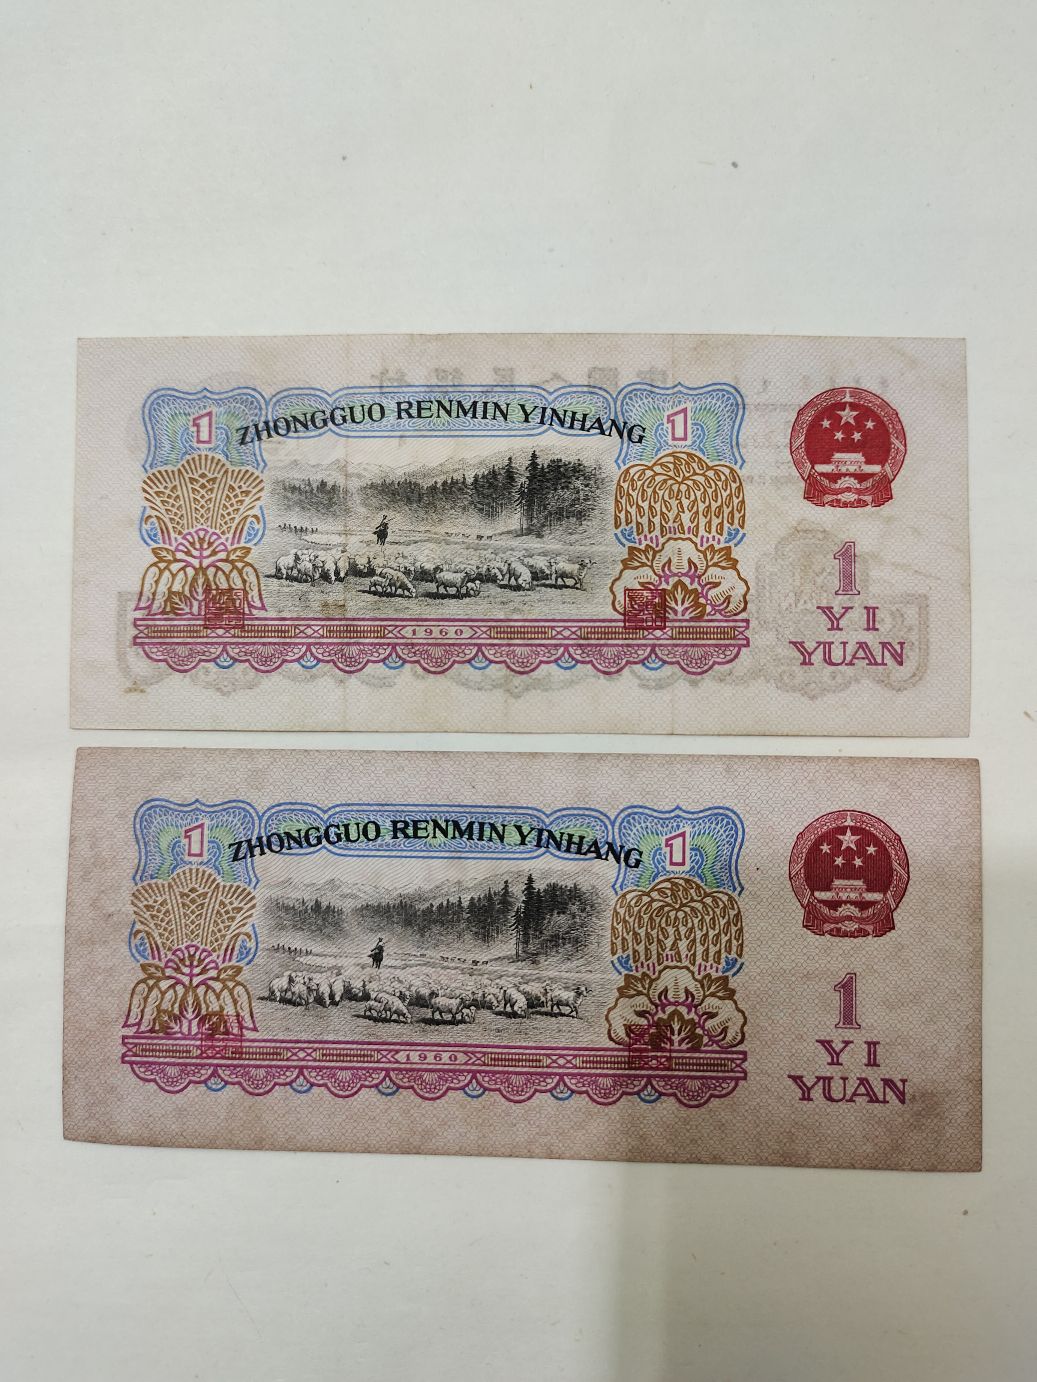 1 ZHONGGUO RENMIN YINHANG 1
1960
1
YI
YUAN
1 ZHONGGUO RENMIN YINHANG 1
1960
1
YI
YUAN